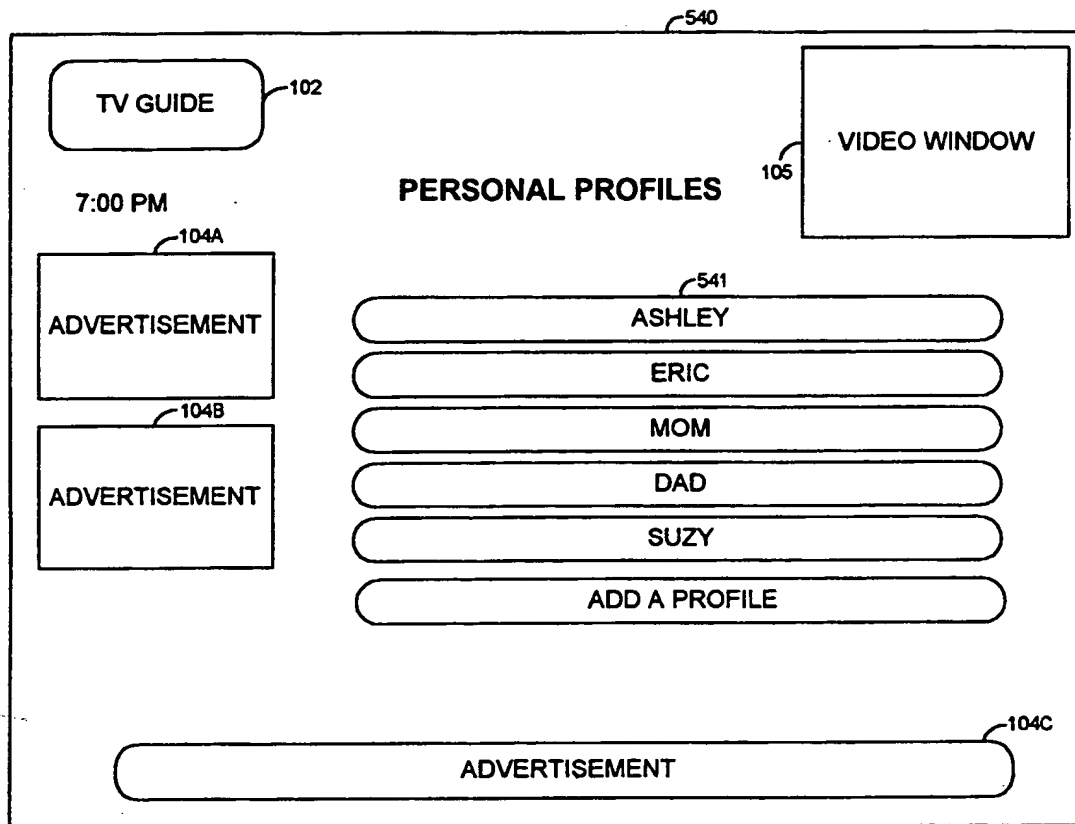 540
TV GUIDE
102
VIDEO WINDOW
105
PERSONAL PROFILES
7:00 PM
104A
ADVERTISEMENT
541
ASHLEY
ERIC
MOM
DAD
SUZY
ADD A PROFILE
104B
ADVERTISEMENT
104C
ADVERTISEMENT